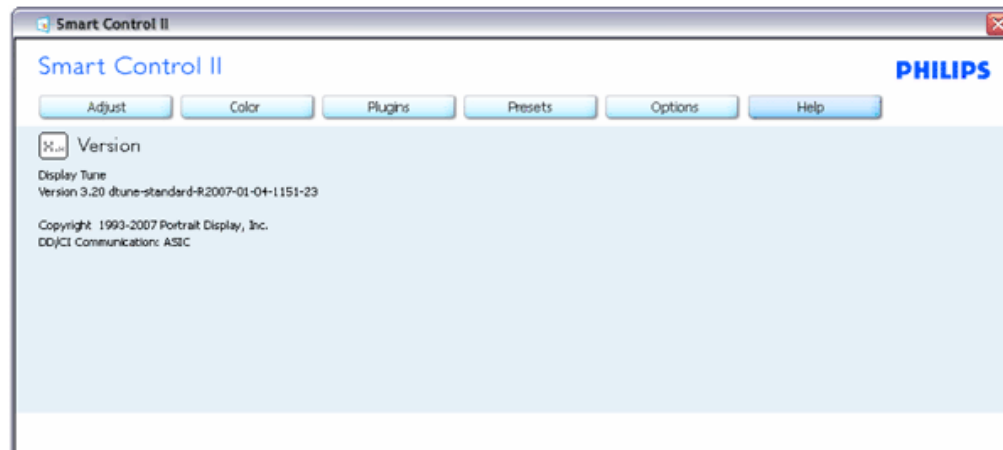 Smart Control II
Smart Control II
PHILIPS
Adjust Color Plugins Presets Options Help
Version
Display Tune
Version 3.20 dtune-standard-R2007-01-04-1151-23
Copyright 1993-2007 Portrait Display, Inc.
DD/CI Communication: ASIC